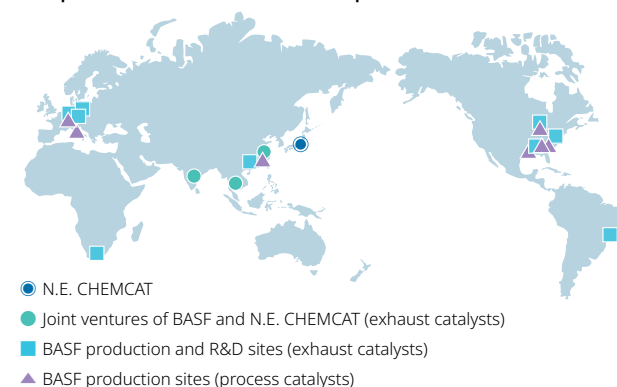 N.E. CHEMCAT
Joint ventures of BASF and N.E. CHEMCAT (exhaust catalysts)
BASF production and R&D sites (exhaust catalysts)
BASF production sites (process catalysts)